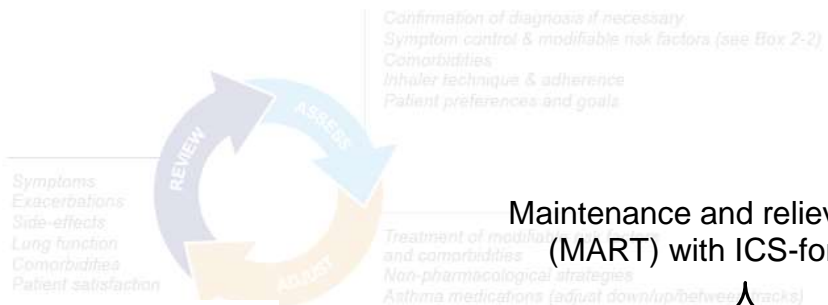 Confirmation of diagnosis if necessary
Symptom control & modifiable risk factors (see Box 2-2)
Comorbidities
Inhaler technique & adherence
Patient preferences and goals
REVIEW
ASSESS
ADJUST
Symptoms
Exacerbations
Side-effects
Lung function
Comorbidities
Patient satisfaction
Maintenance and reliev
(MART) with ICS-for
Treatment of modifiable risk factors
and comorbidities
Non-pharmacological strategies
Asthma medications (adjust down/up/between tracks)